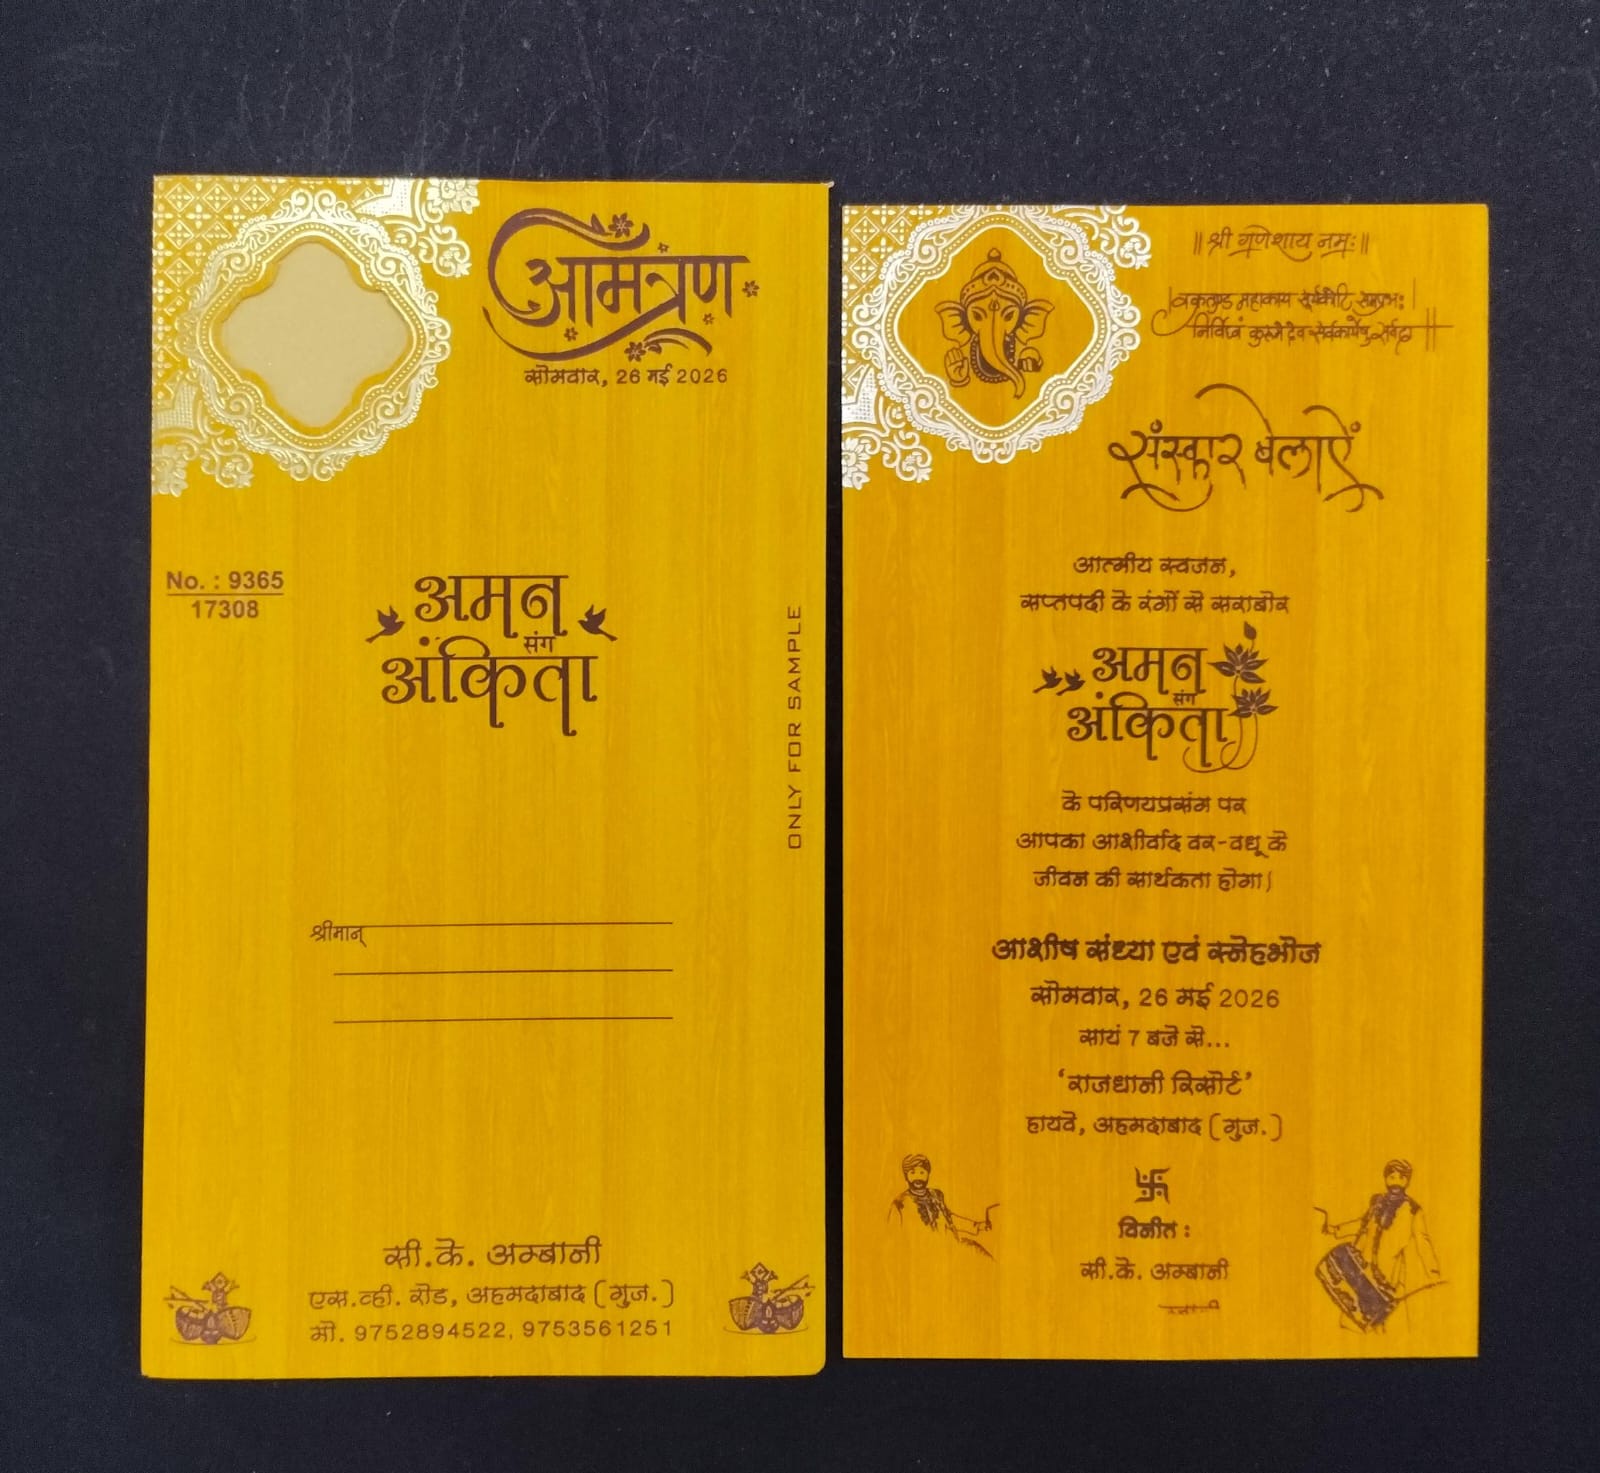 आमंत्रण
सोमवार, 26 मई 2026
No. : 9365
17308
अमन
संग
अंकिता
ONLY FOR SAMPLE
श्रीमान्
सी.के. अम्बानी
एस.व्ही. रोड, अहमदाबाद (गुज.)
मो. 9752894522, 9753561251
॥ श्री गणेशाय नमः ॥
वक्रतुण्ड महाकाय सूर्यकोटि समप्रभः
निर्विघ्नं कुरुमे देव सर्वकार्येषु सर्वदा
संस्कार बेलाऐं
आत्मीय स्वजन,
सप्तपदी के रंगों से सराबोर
अमन
संग
अंकिता
के परिणयप्रसंग पर
आपका आशीर्वाद वर-वधू के
जीवन की सार्थकता होगा।
आशीष संध्या एवं स्नेहभोज
सोमवार, 26 मई 2026
सायं 7 बजे से...
‘राजधानी रिसोर्ट’
हायवे, अहमदाबाद (गुज.)
विनीत :
सी.के. अम्बानी